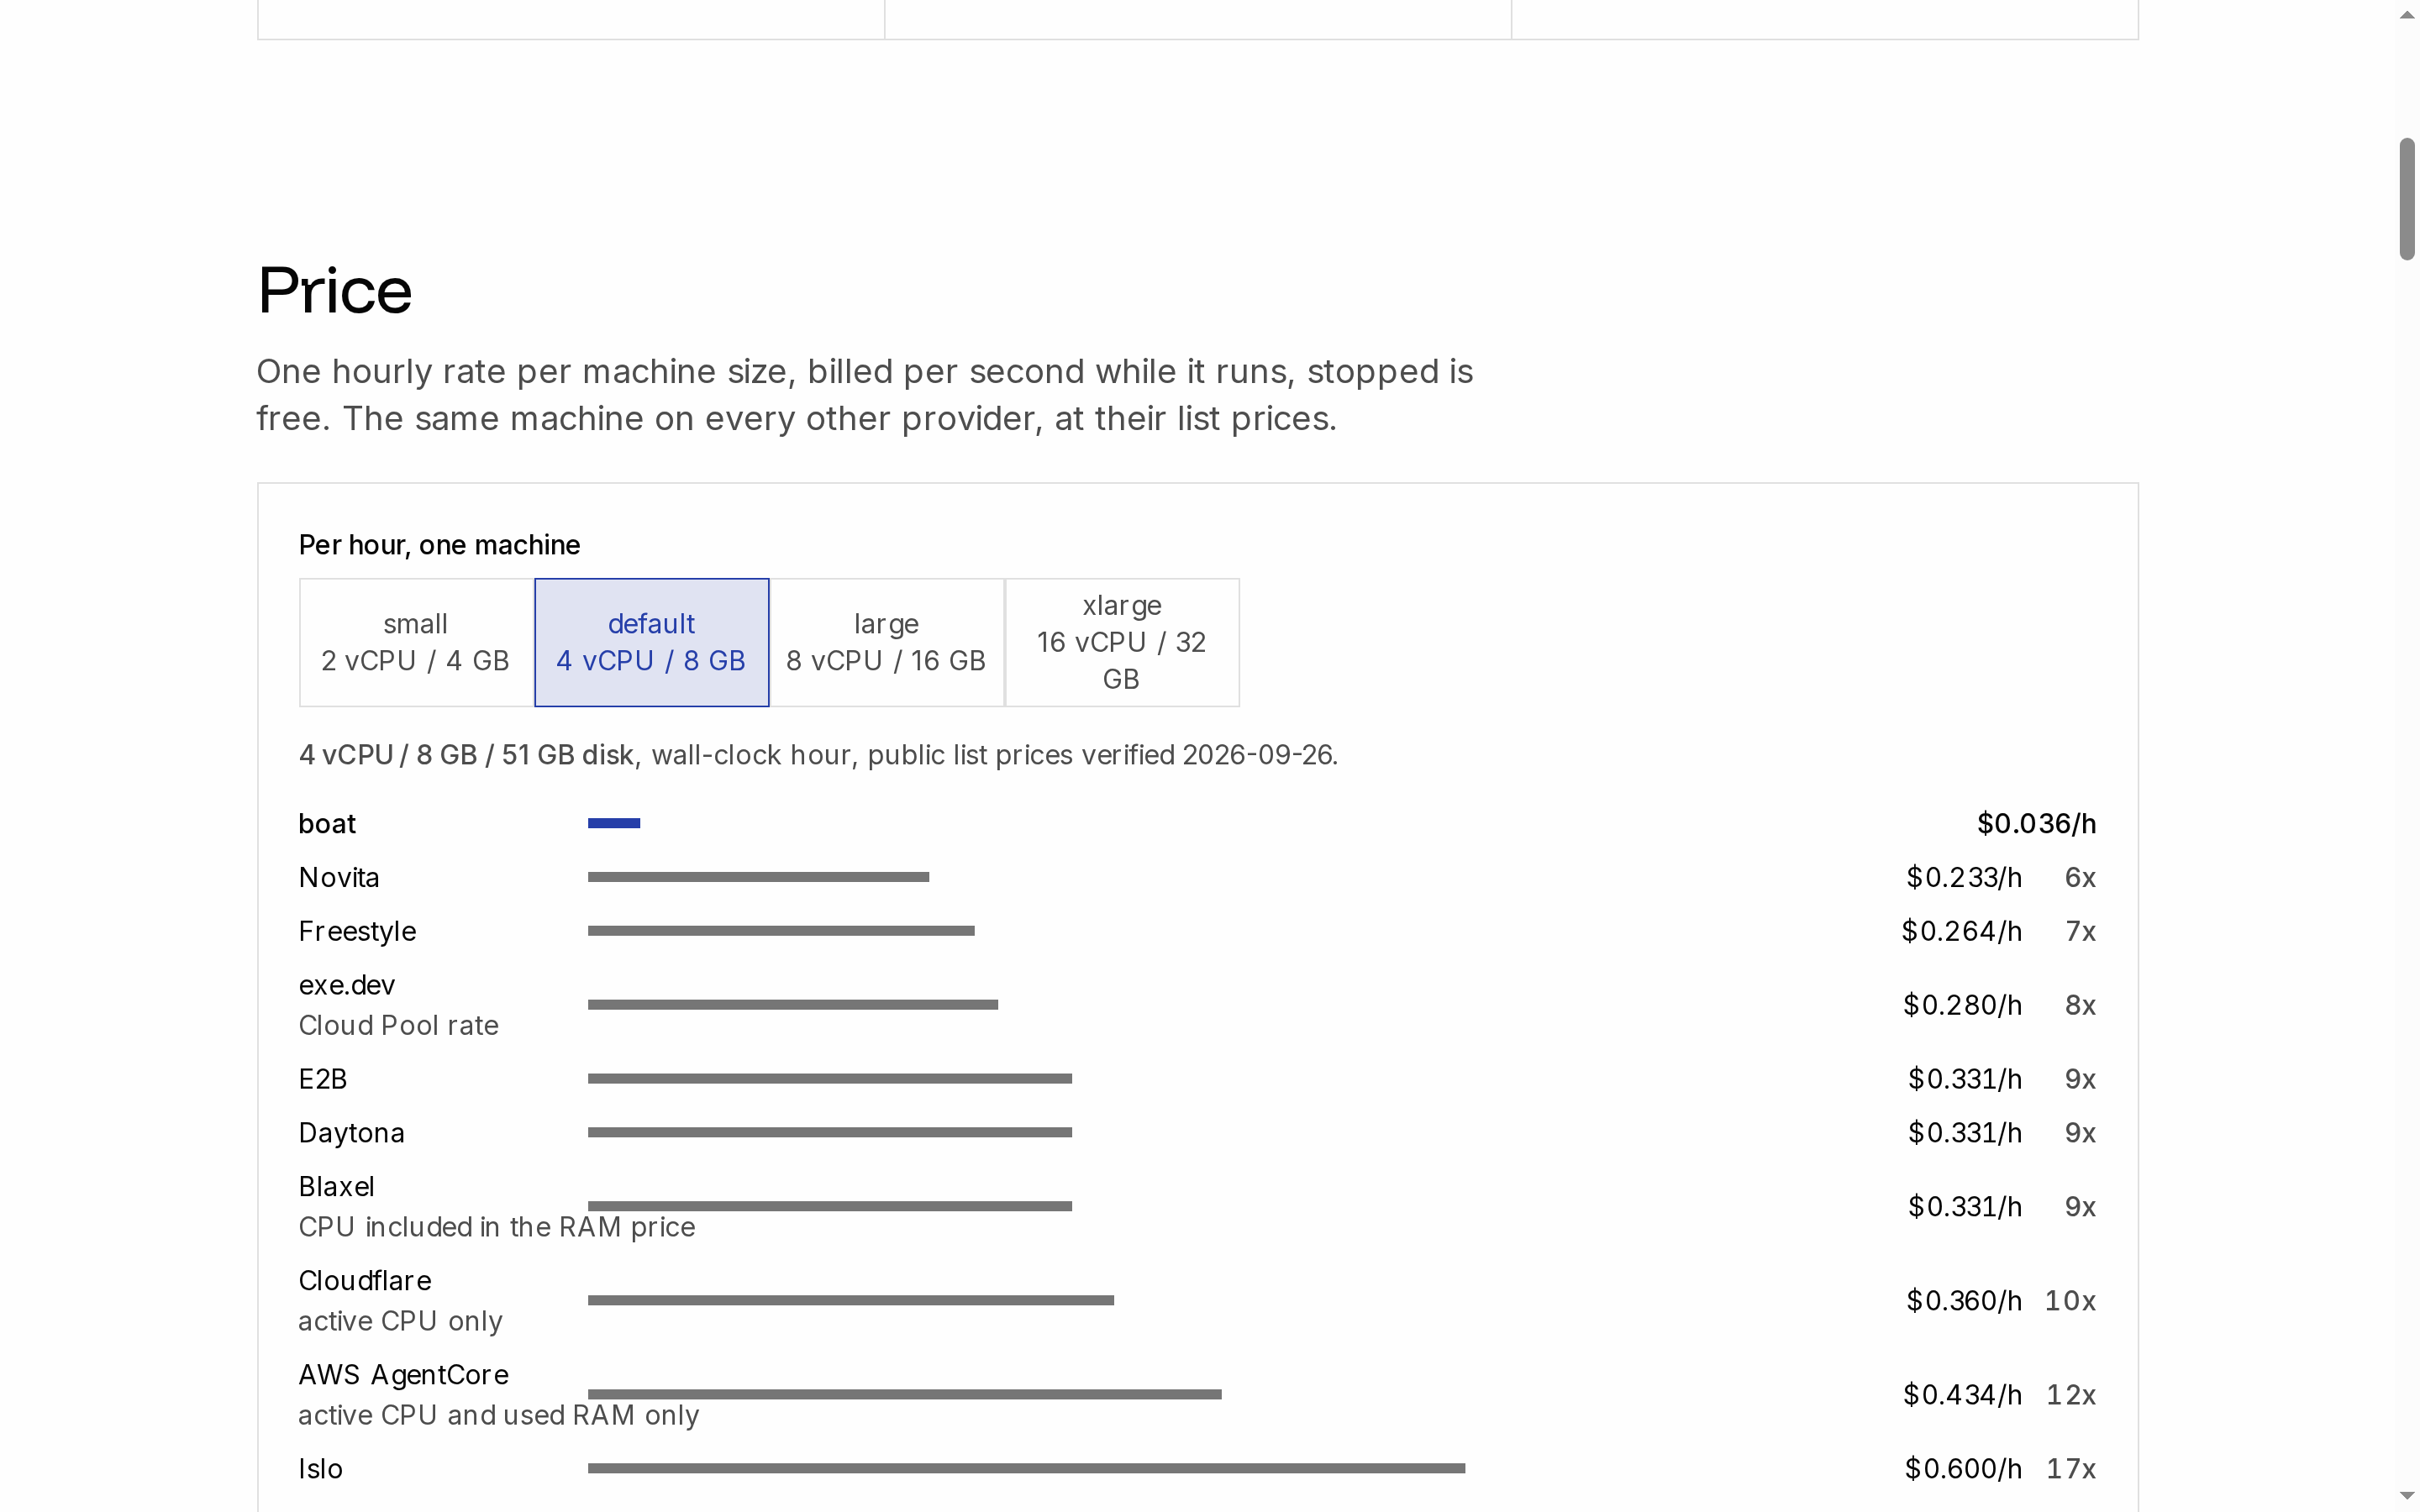 Price
One hourly rate per machine size, billed per second while it runs, stopped is
free. The same machine on every other provider, at their list prices.
Per hour, one machine
small
2 vCPU / 4 GB
default
4 vCPU / 8 GB
large
8 vCPU / 16 GB
xlarge
16 vCPU / 32
GB
4 vCPU / 8 GB / 51 GB disk, wall-clock hour, public list prices verified 2026-09-26.
boat $0.036/h
Novita $0.233/h 6x
Freestyle $0.264/h 7x
exe.dev
Cloud Pool rate $0.280/h 8x
E2B $0.331/h 9x
Daytona $0.331/h 9x
Blaxel
CPU included in the RAM price $0.331/h 9x
Cloudflare
active CPU only $0.360/h 10x
AWS AgentCore
active CPU and used RAM only $0.434/h 12x
Islo $0.600/h 17x